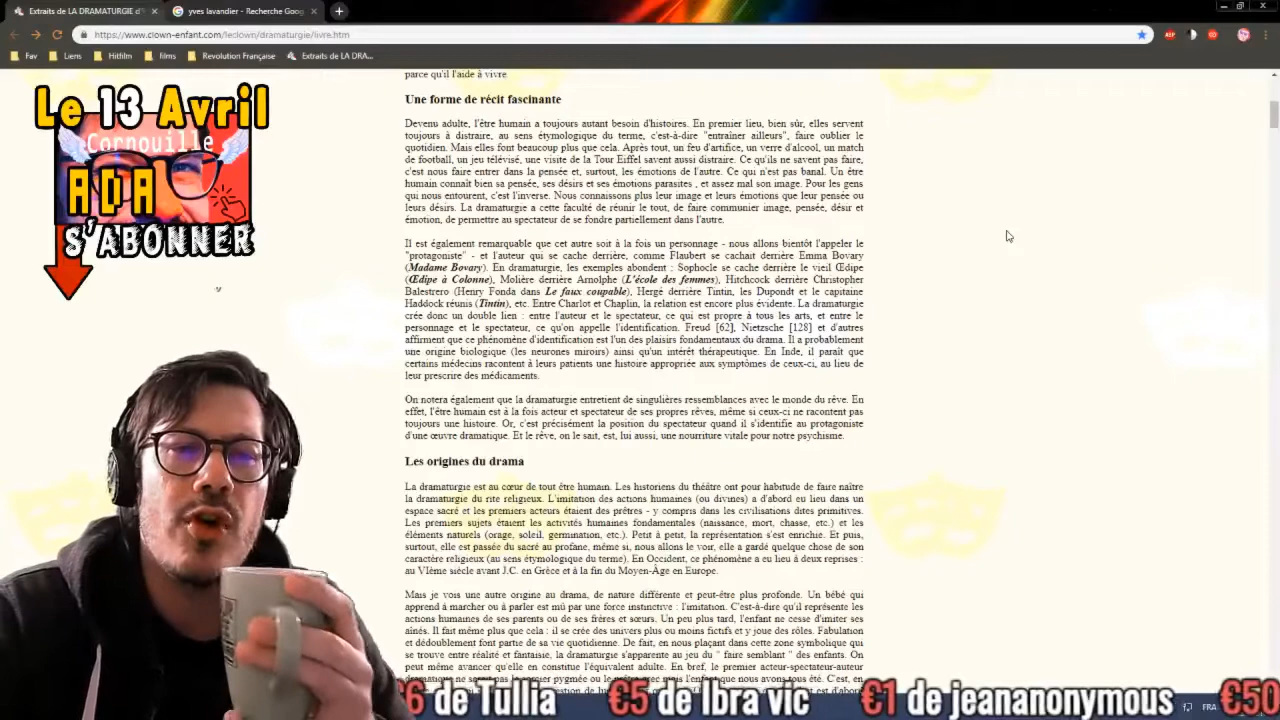 Extraits de LA DRAMATURGIE d'
yves lavandier - Recherche Goog
https://www.clown-enfant.com/leclown/dramaturgie/livre.htm
Fav
Liens
Hitfilm
films
Revolution Française
Extraits de LA DRA...
Le 13 Avril
Cornouille
ADA
S'ABONNER
parce qu'il l'aide à vivre
Une forme de récit fascinante
Devenu adulte, l'être humain a toujours autant besoin d'histoires. En premier lieu, bien sûr, elles servent
toujours à distraire, au sens étymologique du terme, c'est-à-dire "entraîner ailleurs", faire oublier le
quotidien. Mais elles font beaucoup plus que cela. Après tout, un feu d'artifice, un verre d'alcool, un match
de football, un jeu télévisé, une visite de la Tour Eiffel savent aussi distraire. Ce qu'ils ne savent pas faire,
c'est nous faire entrer dans la pensée et, surtout, les émotions de l'autre. Ce qui n'est pas banal. Un être
humain connaît bien sa pensée, ses désirs et ses émotions parasites , et assez mal son image. Pour les gens
qui nous entourent, c'est l'inverse. Nous connaissons plus leur image et leurs émotions que leur pensée ou
leurs désirs. La dramaturgie a cette faculté de réunir le tout, de faire communier image, pensée, désir et
émotion, de permettre au spectateur de se fondre partiellement dans l'autre.
Il est également remarquable que cet autre soit à la fois un personnage - nous allons bientôt l'appeler le
"protagoniste" - et l'auteur qui se cache derrière, comme Flaubert se cachait derrière Emma Bovary
(Madame Bovary). En dramaturgie, les exemples abondent : Sophocle se cache derrière le vieil Œdipe
(Œdipe à Colonne), Molière derrière Arnolphe (L'école des femmes), Hitchcock derrière Christopher
Balestrero (Henry Fonda dans Le faux coupable), Hergé derrière Tintin, les Dupondt et le capitaine
Haddock réunis (Tintin), etc. Entre Charlot et Chaplin, la relation est encore plus évidente. La dramaturgie
crée donc un double lien : entre l'auteur et le spectateur, ce qui est propre à tous les arts, et entre le
personnage et le spectateur, ce qu'on appelle l'identification. Freud [62], Nietzsche [128] et d'autres
affirment que ce phénomène d'identification est l'un des plaisirs fondamentaux du drama. Il a probablement
une origine biologique (les neurones miroirs) ainsi qu'un intérêt thérapeutique. En Inde, il paraît que
certains médecins racontent à leurs patients une histoire appropriée aux symptômes de ceux-ci, au lieu de
leur prescrire des médicaments.
On notera également que la dramaturgie entretient de singulières ressemblances avec le monde du rêve. En
effet, l'être humain est à la fois acteur et spectateur de ses propres rêves, même si ceux-ci ne racontent pas
toujours une histoire. Or, c'est précisément la position du spectateur quand il s'identifie au protagoniste
d'une œuvre dramatique. Et le rêve, on le sait, est, lui aussi, une nourriture vitale pour notre psychisme.
Les origines du drama
La dramaturgie est au cœur de tout être humain. Les historiens du théâtre ont pour habitude de faire naître
la dramaturgie du rite religieux. L'imitation des actions humaines (ou divines) a d'abord eu lieu dans un
espace sacré et les premiers acteurs étaient des prêtres - y compris dans les civilisations dites primitives.
Les premiers sujets étaient les activités humaines fondamentales (naissance, mort, chasse, etc.) et les
éléments naturels (orage, soleil, germination, etc.). Petit à petit, la représentation s'est enrichie. Et puis,
surtout, elle est passée du sacré au profane, même si, nous allons le voir, elle a gardé quelque chose de son
caractère religieux (au sens étymologique du terme). En Occident, ce phénomène a eu lieu à deux reprises :
au VIème siècle avant J.C. en Grèce et à la fin du Moyen-Âge en Europe.
Mais je vois une autre origine au drama, de nature différente et peut-être plus profonde. Un bébé qui
apprend à marcher ou à parler est mû par une force instinctive : l'imitation. C'est-à-dire qu'il représente les
actions humaines de ses parents ou de ses frères et sœurs. Un peu plus tard, l'enfant ne cesse d'imiter ses
aînés. Il fait même plus que cela : il se crée des univers plus ou moins fictifs et y joue des rôles. Fabulation
et dédoublement font partie de sa vie quotidienne. De fait, en nous plaçant dans cette zone symbolique qui
se trouve entre réalité et fantaisie, la dramaturgie s'apparente au jeu du " faire semblant " des enfants. On
peut même avancer qu'elle en constitue l'équivalent adulte. En bref, le premier acteur-spectateur-auteur
€6 de Tullia €5 de Ibra vic €1 de jeananonymous €50
FRA